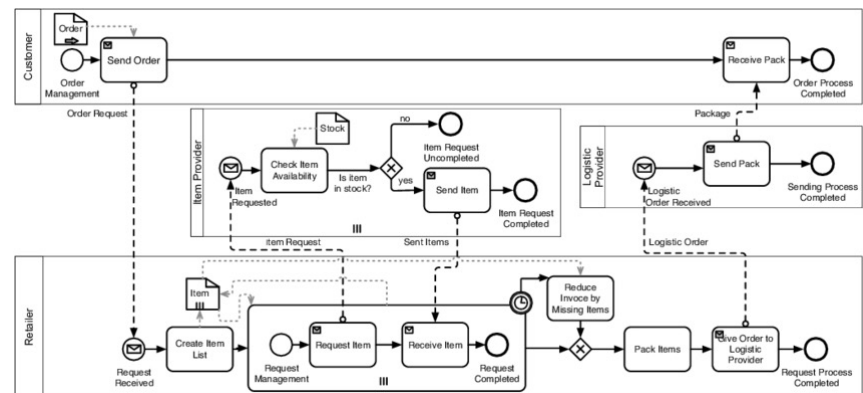 Customer
Order
Order
Management
Send Order
Receive Pack
Order Process
Completed
Order Request
Package
Item Provider
Stock
Item
Requested
Check Item
Availability
Is item
in stock?
no
yes
Item Request
Uncompleted
Send Item
Item Request
Completed
Logistic
Provider
Logistic
Order Received
Send Pack
Sending Process
Completed
item Request
Sent Items
Logistic Order
Retailer
Item
Request
Received
Create Item
List
Request
Management
Request Item
Receive Item
Request
Completed
Reduce
Invoce by
Missing Items
Pack Items
Give Order to
Logistic
Provider
Request Process
Completed